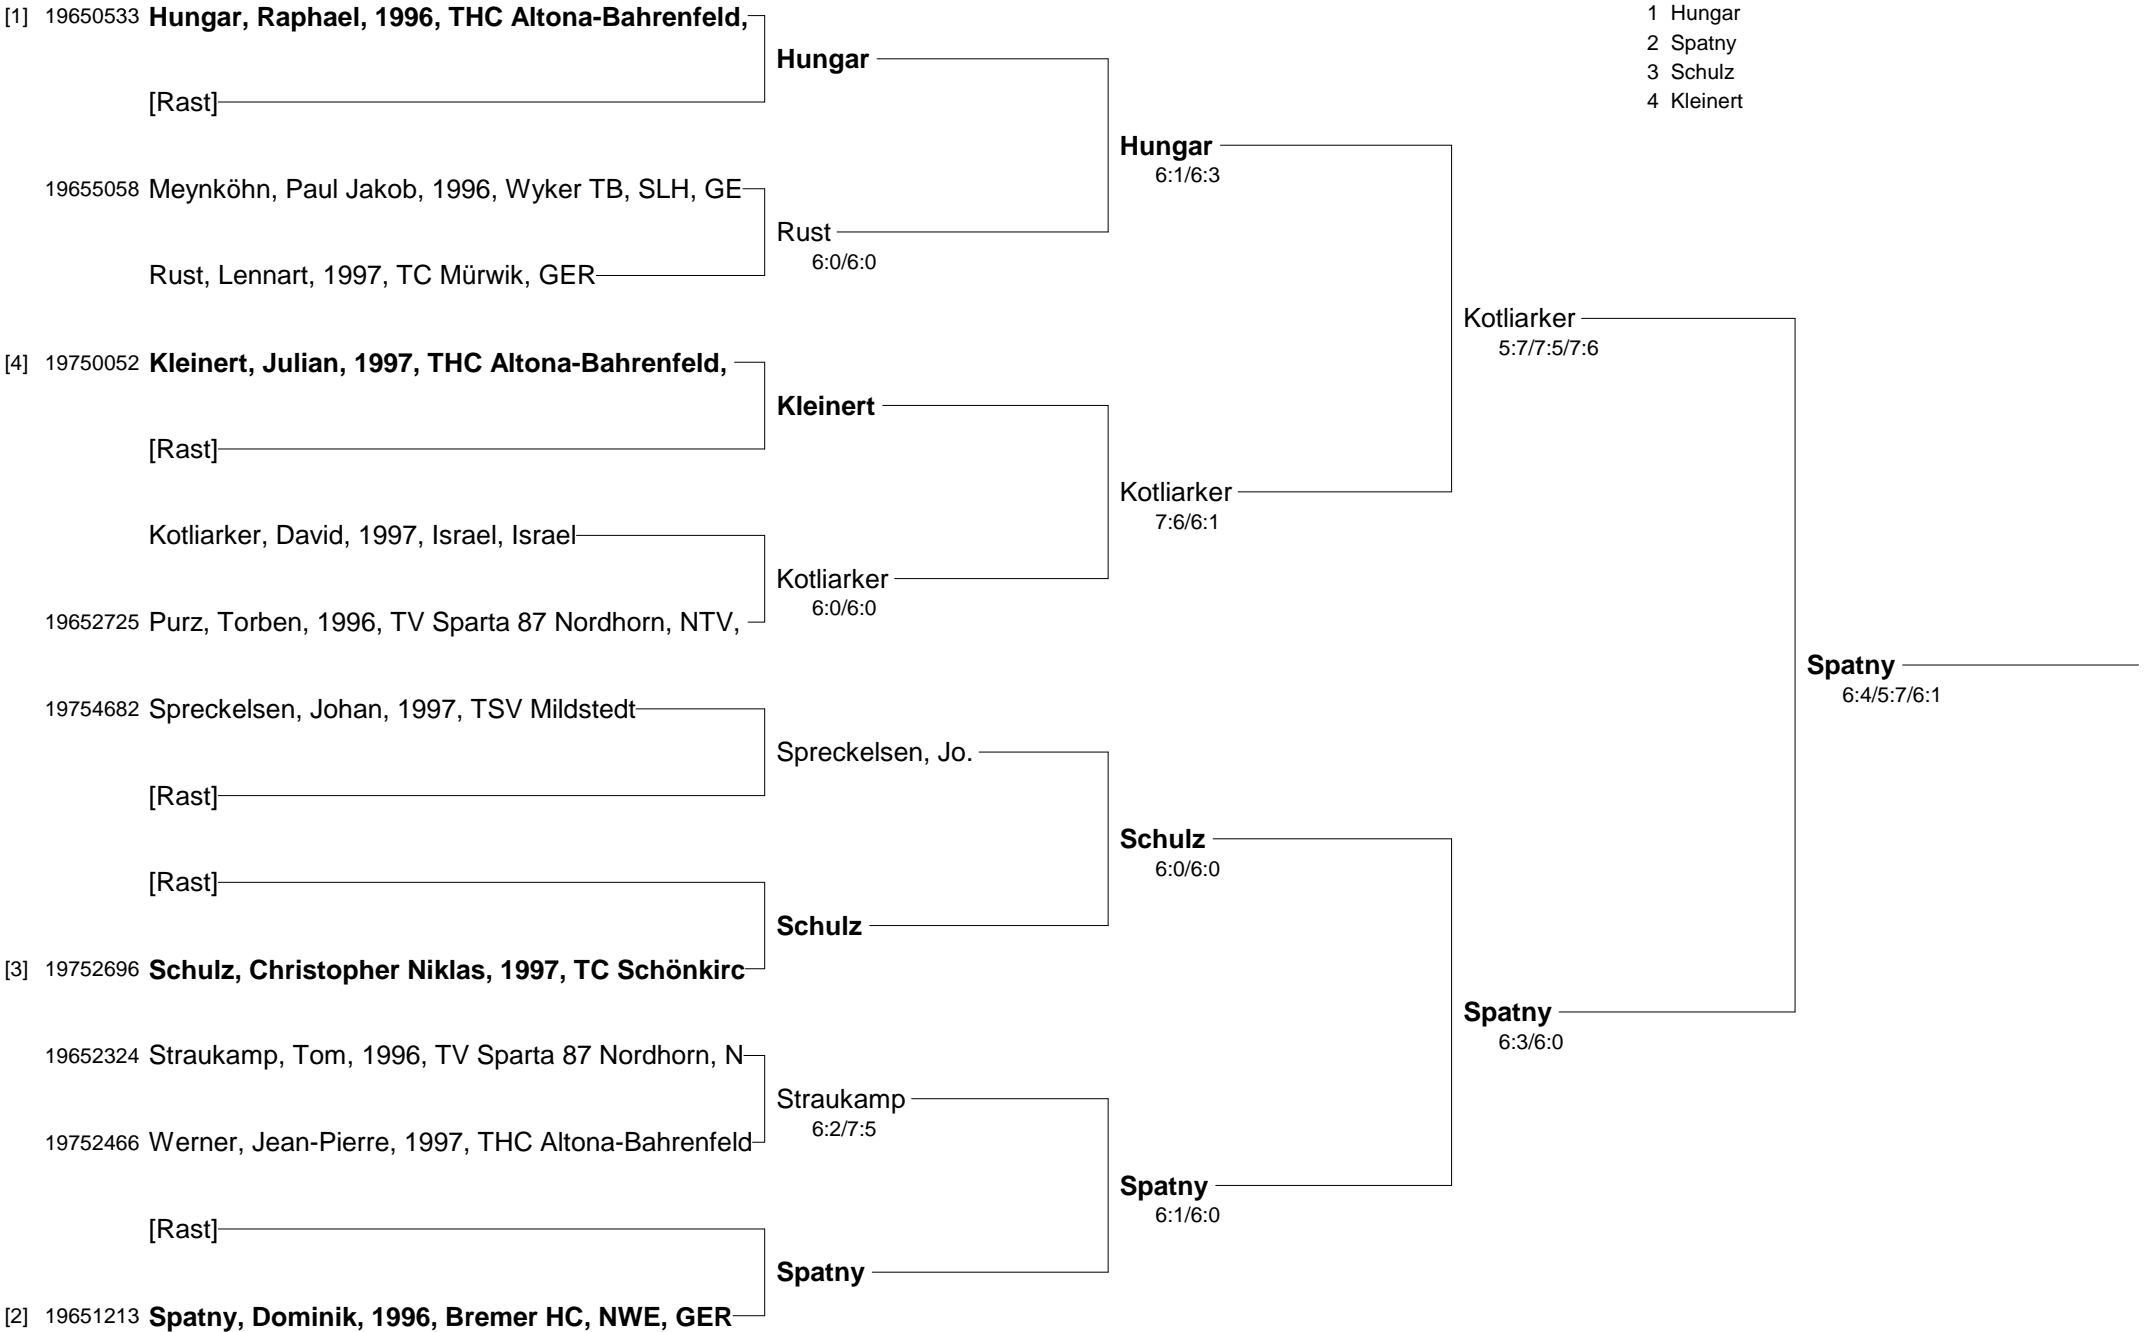 [1] 19650533 Hungar, Raphael, 1996, THC Altona-Bahrenfeld,
[Rast]
19655058 Meynköhn, Paul Jakob, 1996, Wyker TB, SLH, GE
Rust, Lennart, 1997, TC Mürwik, GER
[4] 19750052 Kleinert, Julian, 1997, THC Altona-Bahrenfeld,
[Rast]
Kotliarker, David, 1997, Israel, Israel
19652725 Purz, Torben, 1996, TV Sparta 87 Nordhorn, NTV,
19754682 Spreckelsen, Johan, 1997, TSV Mildstedt
[Rast]
[Rast]
[3] 19752696 Schulz, Christopher Niklas, 1997, TC Schönkirc
19652324 Straukamp, Tom, 1996, TV Sparta 87 Nordhorn, N
19752466 Werner, Jean-Pierre, 1997, THC Altona-Bahrenfeld
[Rast]
[2] 19651213 Spatny, Dominik, 1996, Bremer HC, NWE, GER
Hungar
Rust
6:0/6:0
Kleinert
Kotliarker
6:0/6:0
Spreckelsen, Jo.
Schulz
Straukamp
6:2/7:5
Spatny
Hungar
6:1/6:3
Kotliarker
7:6/6:1
Schulz
6:0/6:0
Spatny
6:1/6:0
Kotliarker
5:7/7:5/7:6
Spatny
6:3/6:0
Spatny
6:4/5:7/6:1
1 Hungar
2 Spatny
3 Schulz
4 Kleinert